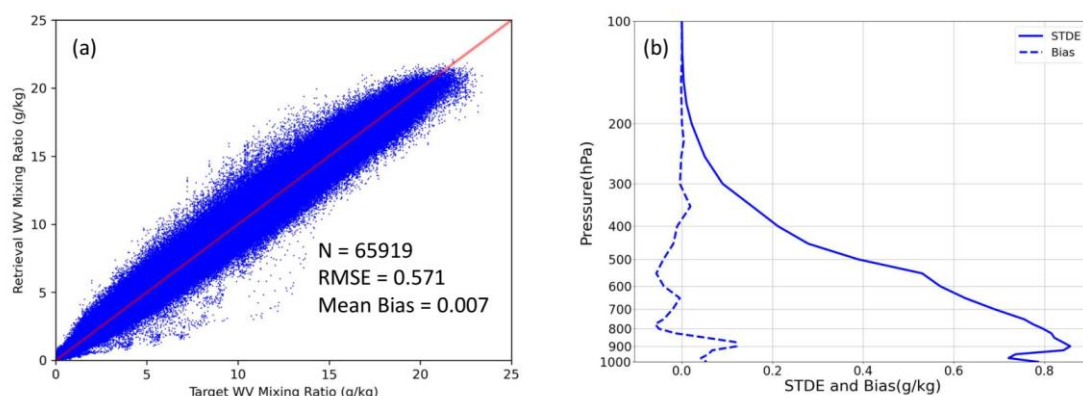 (a)
Retrieval WV Mixing Ratio (g/kg)
25
20
15
10
5
0
N = 65919
RMSE = 0.571
Mean Bias = 0.007
0 5 10 15 20 25
Target WV Mixing Ratio (g/kg)
(b)
STDE
Bias
Pressure(hPa)
100
200
300
400
500
600
700
800
900
1000
0.0 0.2 0.4 0.6 0.8
STDE and Bias(g/kg)